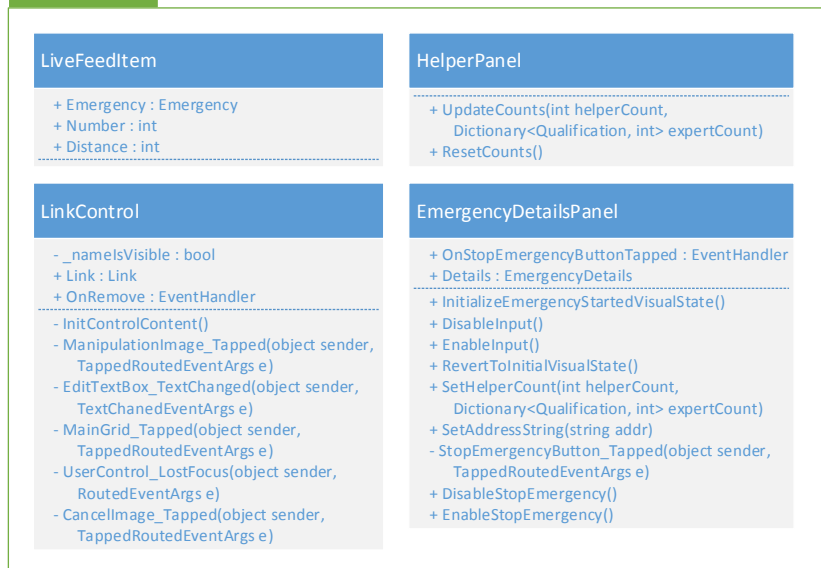 LiveFeedItem
+ Emergency : Emergency
+ Number : int
+ Distance : int
HelperPanel
+ UpdateCounts(int helperCount,
Dictionary<Qualification, int> expertCount)
+ ResetCounts()
LinkControl
- _nameIsVisible : bool
+ Link : Link
+ OnRemove : EventHandler
- InitControlContent()
- ManipulationImage_Tapped(object sender,
TappedRoutedEventArgs e)
- EditTextBox_TextChanged(object sender,
TextChanedEventArgs e)
- MainGrid_Tapped(object sender,
TappedRoutedEventArgs e)
- UserControl_LostFocus(object sender,
RoutedEventArgs e)
- CancelImage_Tapped(object sender,
TappedRoutedEventArgs e)
EmergencyDetailsPanel
+ OnStopEmergencyButtonTapped : EventHandler
+ Details : EmergencyDetails
+ InitializeEmergencyStartedVisualState()
+ DisableInput()
+ EnableInput()
+ RevertToInitialVisualState()
+ SetHelperCount(int helperCount,
Dictionary<Qualification, int> expertCount)
+ SetAddressString(string addr)
- StopEmergencyButton_Tapped(object sender,
TappedRoutedEventArgs e)
+ DisableStopEmergency()
+ EnableStopEmergency()